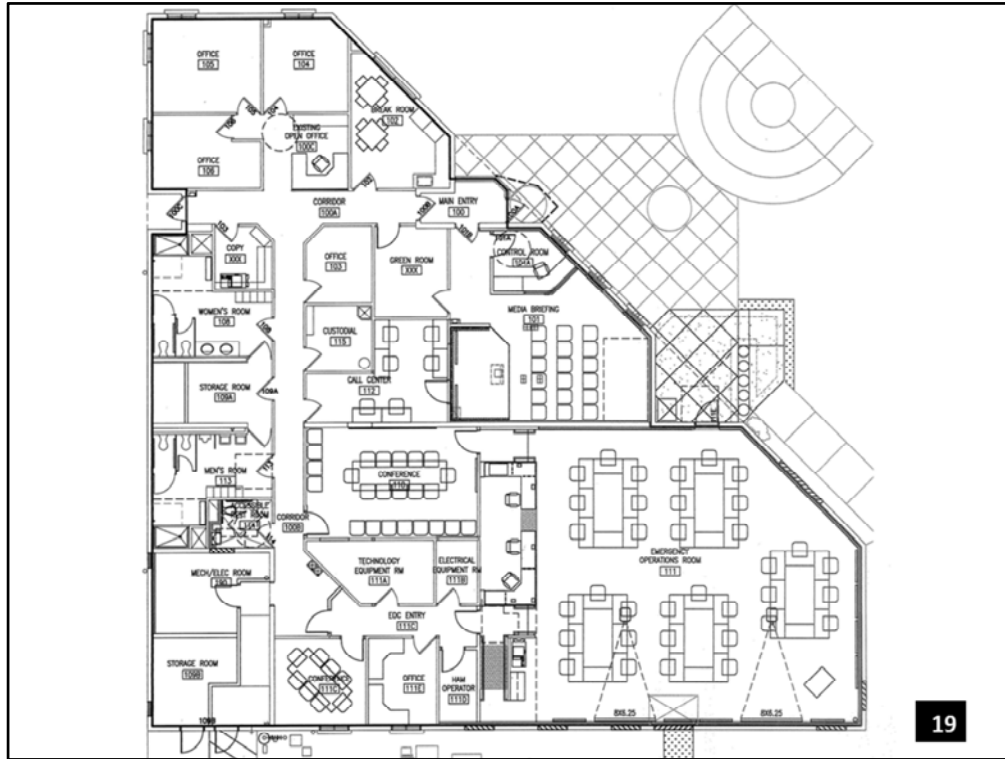 OFFICE
105
OFFICE
104
BREAK ROOM
102
EXISTING
OPEN OFFICE
100C
OFFICE
106
CORRIDOR
100A
MAIN ENTRY
100
COPY
XXX
OFFICE
103
GREEN ROOM
XXX
CONTROL ROOM
101A
WOMEN'S ROOM
108
MEDIA BRIEFING
101
CUSTODIAL
115
STORAGE ROOM
109A
CALL CENTER
112
MEN'S ROOM
113
CONFERENCE
110
CORRIDOR
100B
MECH/ELEC ROOM
190
TECHNOLOGY
EQUIPMENT RM
111A
ELECTRICAL
EQUIPMENT RM
111B
EMERGENCY
OPERATIONS ROOM
111
EOC ENTRY
111C
STORAGE ROOM
109B
CONFERENCE
111C
OFFICE
111E
HAM
OPERATOR
111D
8X6.25
8X6.25
109B
19